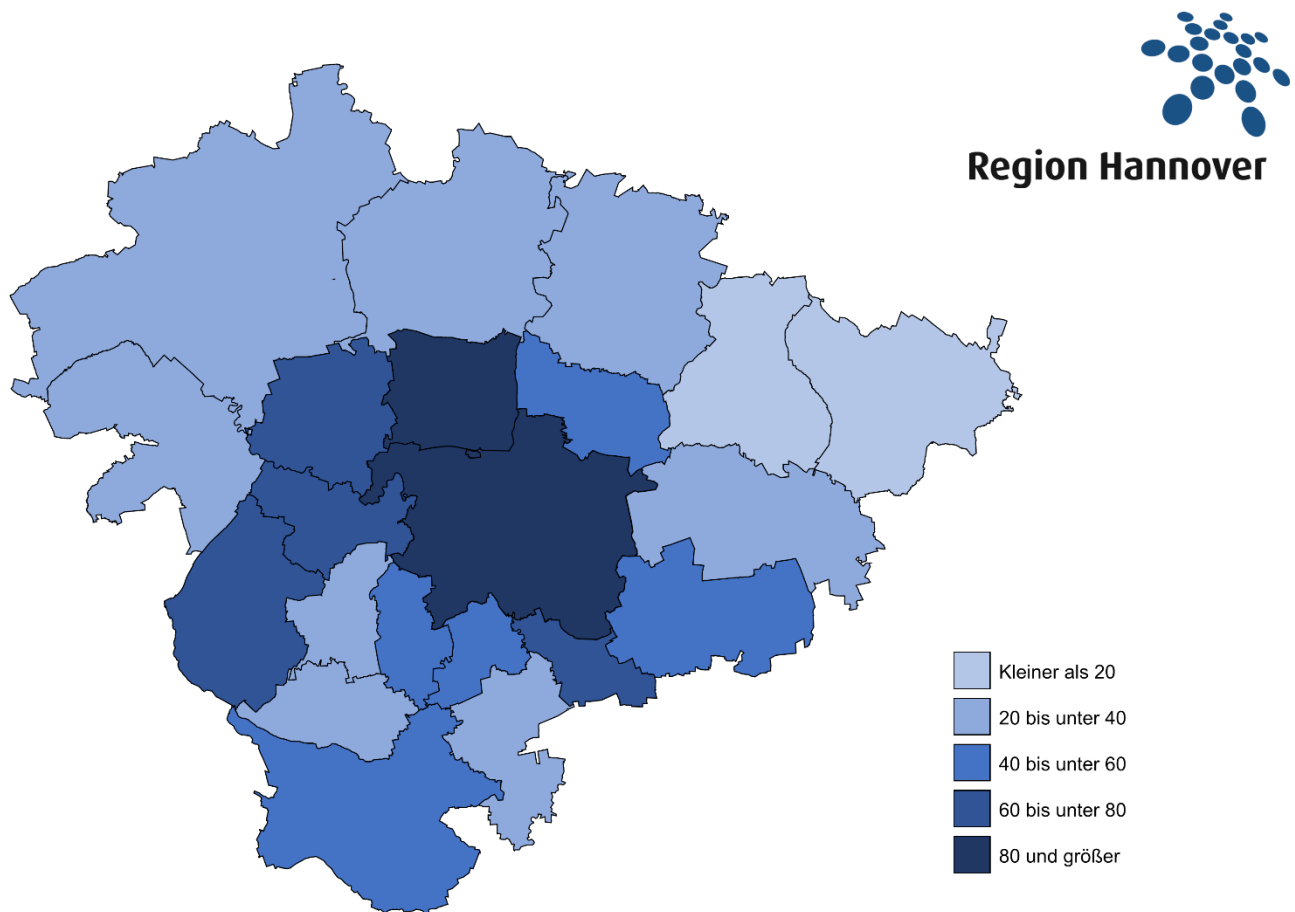 Region Hannover
Kleiner als 20
20 bis unter 40
40 bis unter 60
60 bis unter 80
80 und größer